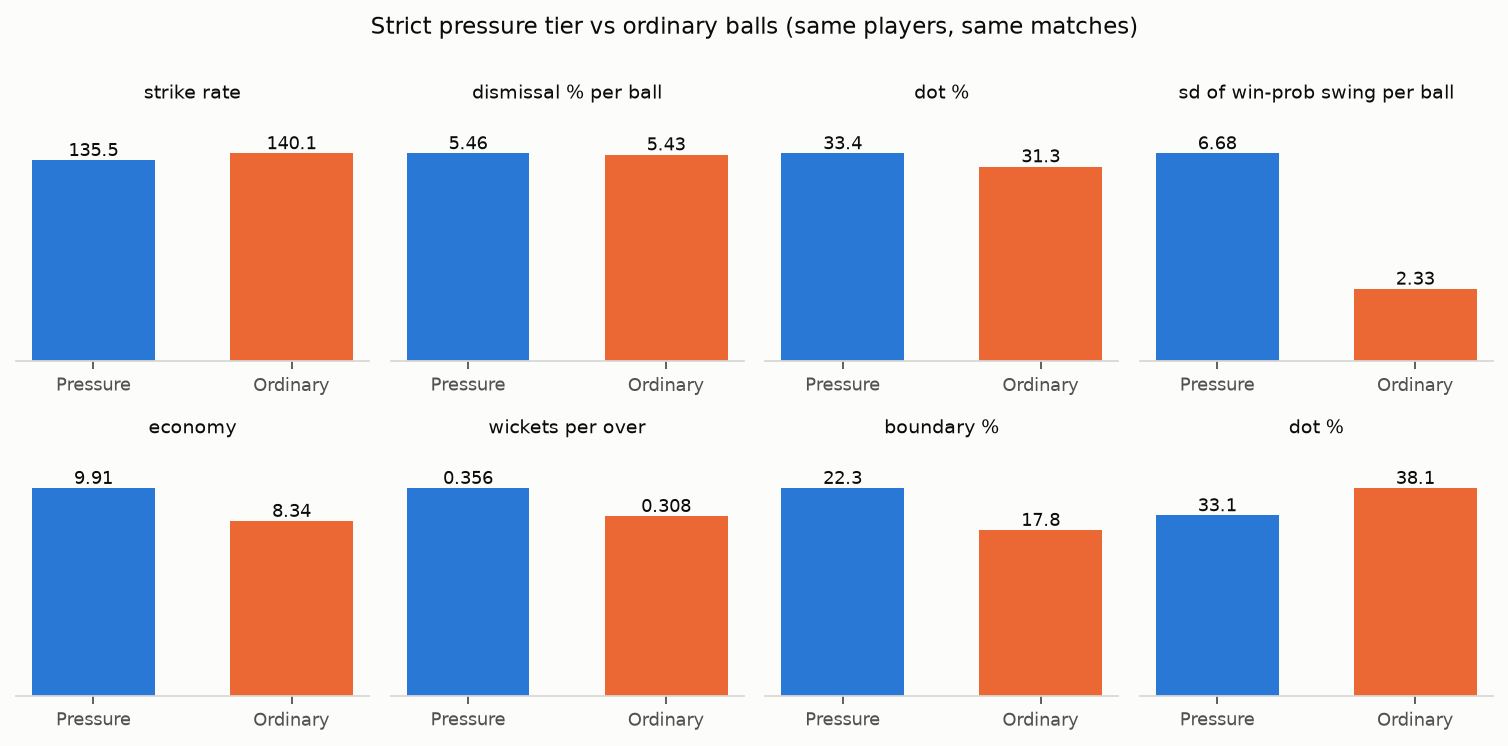 Strict pressure tier vs ordinary balls (same players, same matches)
strike rate
135.5
140.1
Pressure
Ordinary
dismissal % per ball
5.46
5.43
Pressure
Ordinary
dot %
33.4
31.3
Pressure
Ordinary
sd of win-prob swing per ball
6.68
2.33
Pressure
Ordinary
economy
9.91
8.34
Pressure
Ordinary
wickets per over
0.356
0.308
Pressure
Ordinary
boundary %
22.3
17.8
Pressure
Ordinary
dot %
33.1
38.1
Pressure
Ordinary